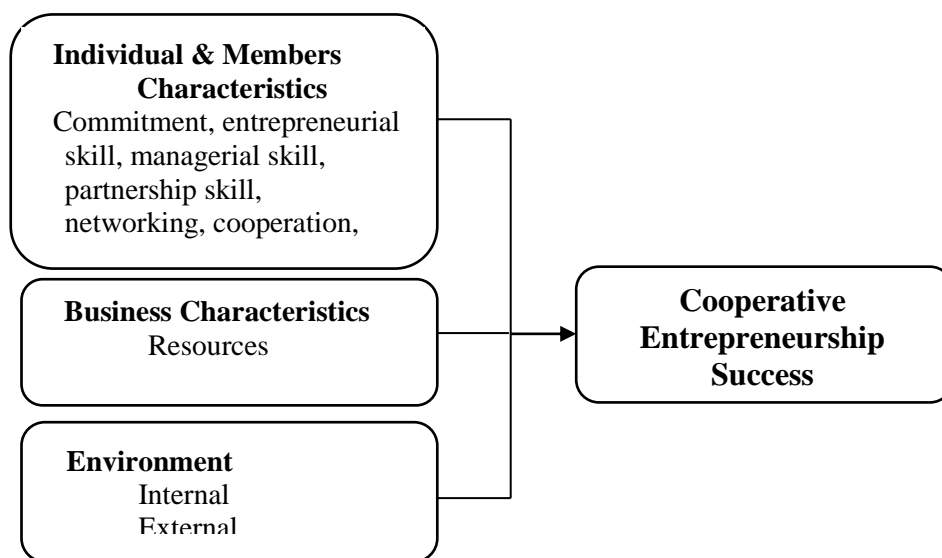 Individual & Members
Characteristics
Commitment, entrepreneurial
skill, managerial skill,
partnership skill,
networking, cooperation,
Business Characteristics
Resources
Environment
Internal
External
Cooperative
Entrepreneurship
Success